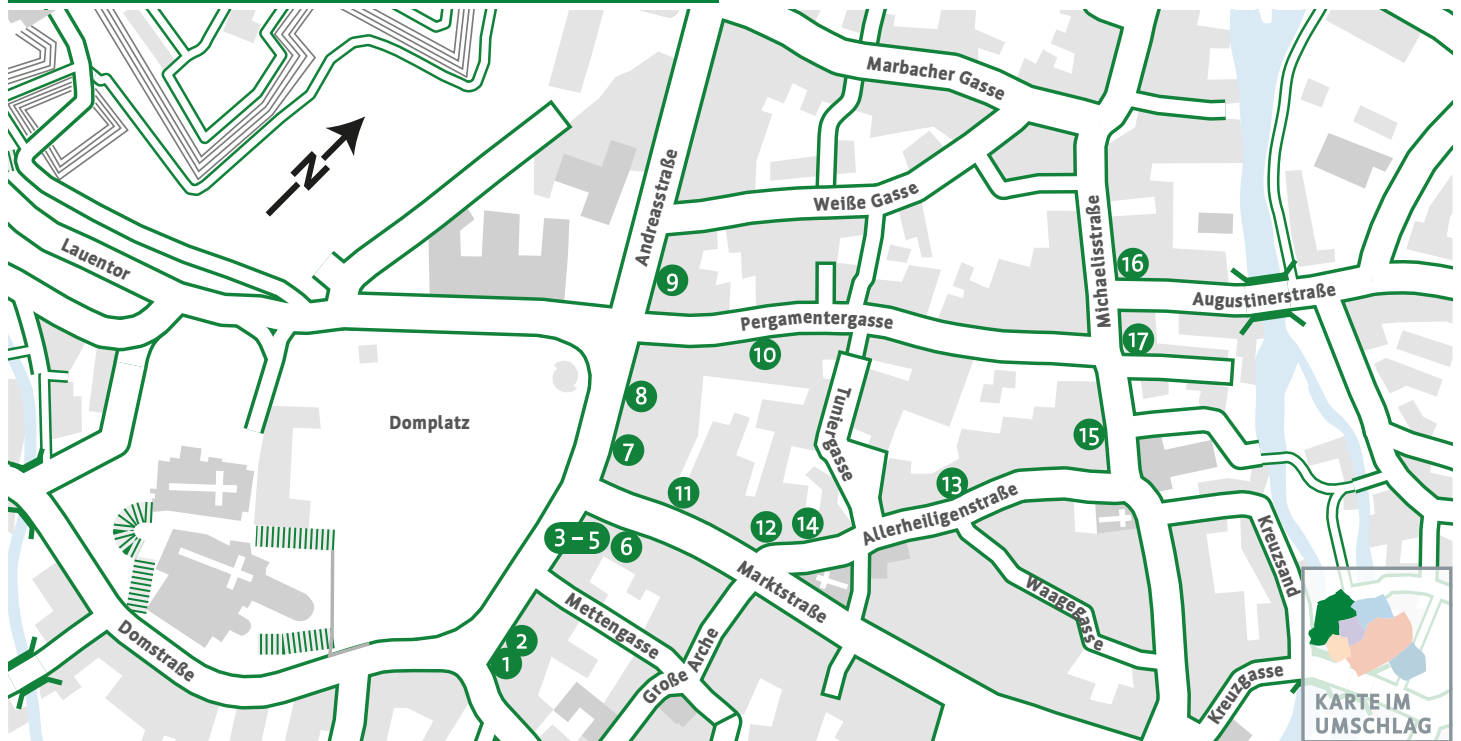 Marbacher Gasse
N
Andreasstraße
Weiße Gasse
Lauentor
Michaelisstraße
16
9
Augustinerstraße
Pergamentergasse
17
10
8
Tuniergasse
Domplatz
15
7
13
11
12
14
Allerheiligenstraße
3 – 5
6
Kreuzsand
Marktstraße
Waagegasse
Mettengasse
2
1
Domstraße
Große Arche
Kreuzgasse
KARTE IM
UMSCHLAG